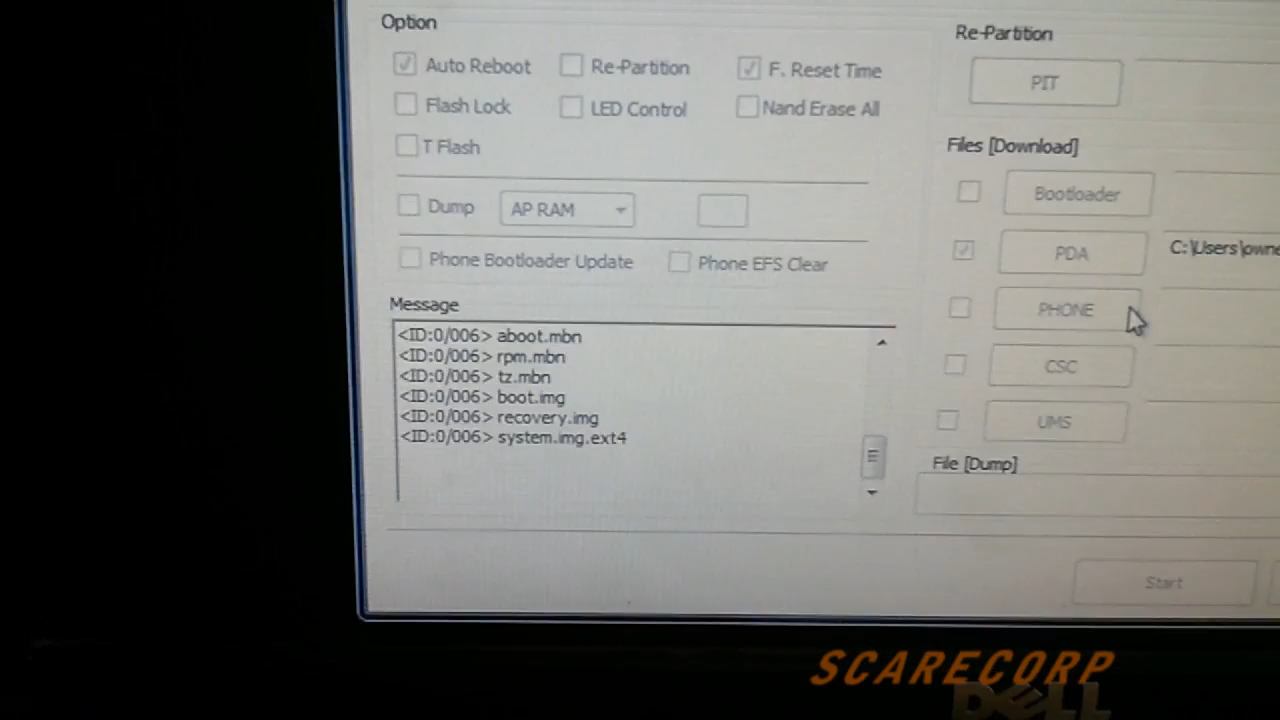 Option
Auto Reboot
Re-Partition
F. Reset Time
Flash Lock
LED Control
Nand Erase All
T Flash
Dump
AP RAM
Phone Bootloader Update
Phone EFS Clear
Message
<ID:0/006> aboot.mbn
<ID:0/006> rpm.mbn
<ID:0/006> tz.mbn
<ID:0/006> boot.img
<ID:0/006> recovery.img
<ID:0/006> system.img.ext4
Re-Partition
PIT
Files [Download]
Bootloader
PDA
C:\Users\owne
PHONE
CSC
UMS
File [Dump]
Start
SCARECORP
DELL